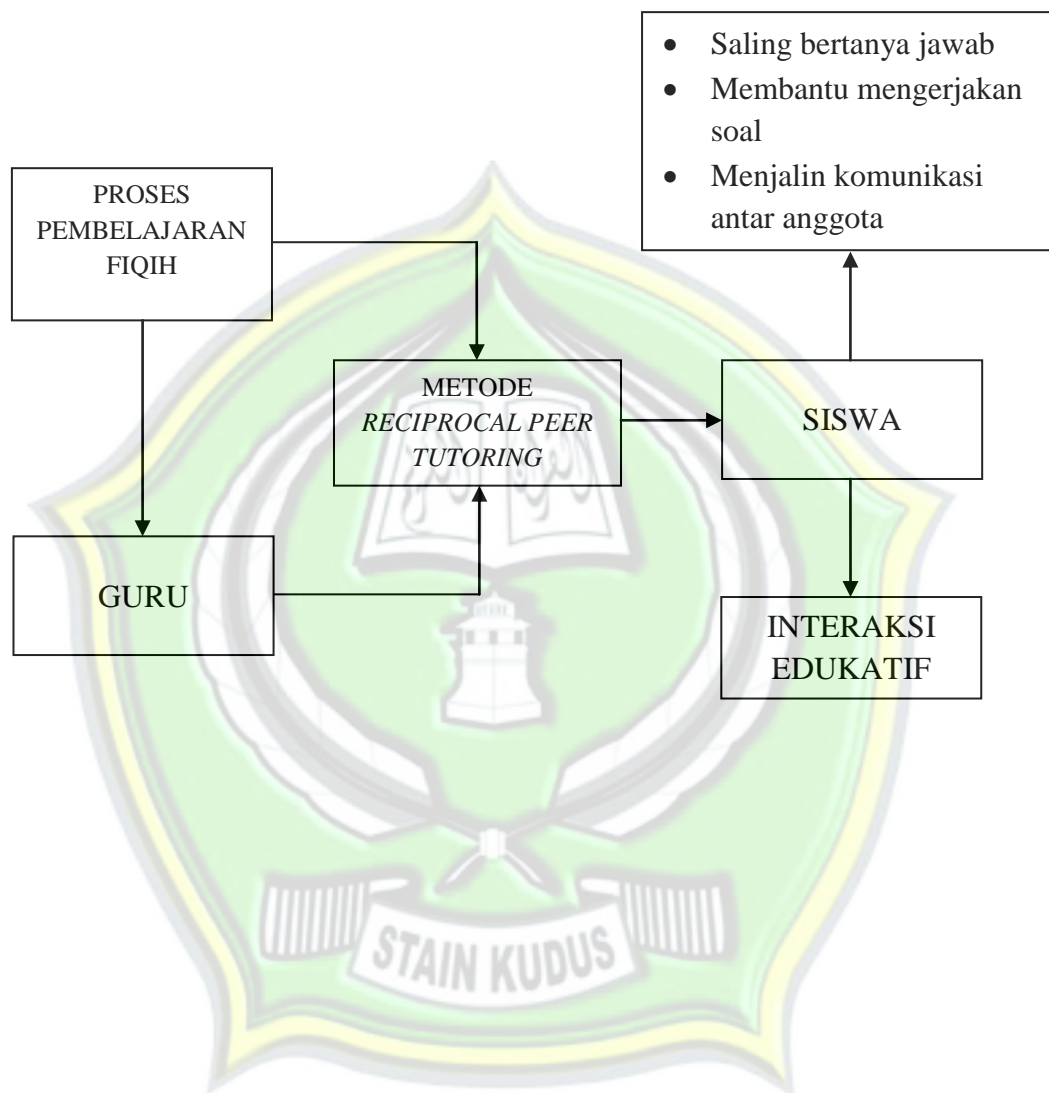 • Saling bertanya jawab
• Membantu mengerjakan
soal
• Menjalin komunikasi
antar anggota
PROSES
PEMBELAJARAN
FIQIH
METODE
RECIPROCAL PEER
TUTORING
SISWA
GURU
INTERAKSI
EDUKATIF
STAIN KUDUS